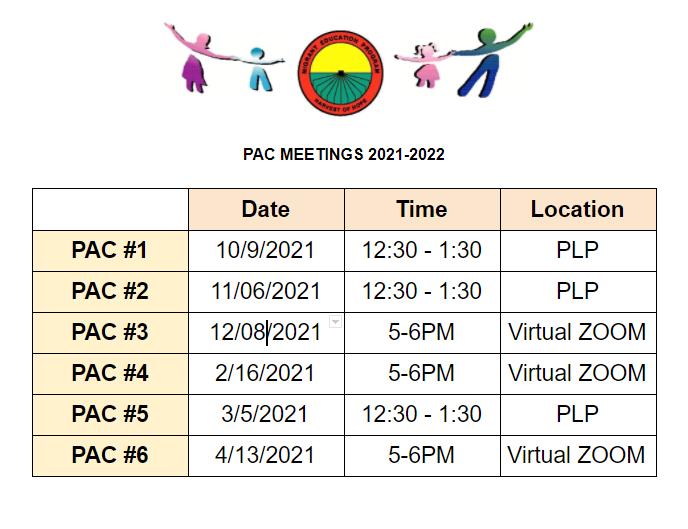 MIGRANT EDUCATION PROGRAM
HARVEST OF HOPE
PAC MEETINGS 2021-2022
Date Time Location
PAC #1 10/9/2021 12:30 - 1:30 PLP
PAC #2 11/06/2021 12:30 - 1:30 PLP
PAC #3 12/08/2021 5-6PM Virtual ZOOM
PAC #4 2/16/2021 5-6PM Virtual ZOOM
PAC #5 3/5/2021 12:30 - 1:30 PLP
PAC #6 4/13/2021 5-6PM Virtual ZOOM